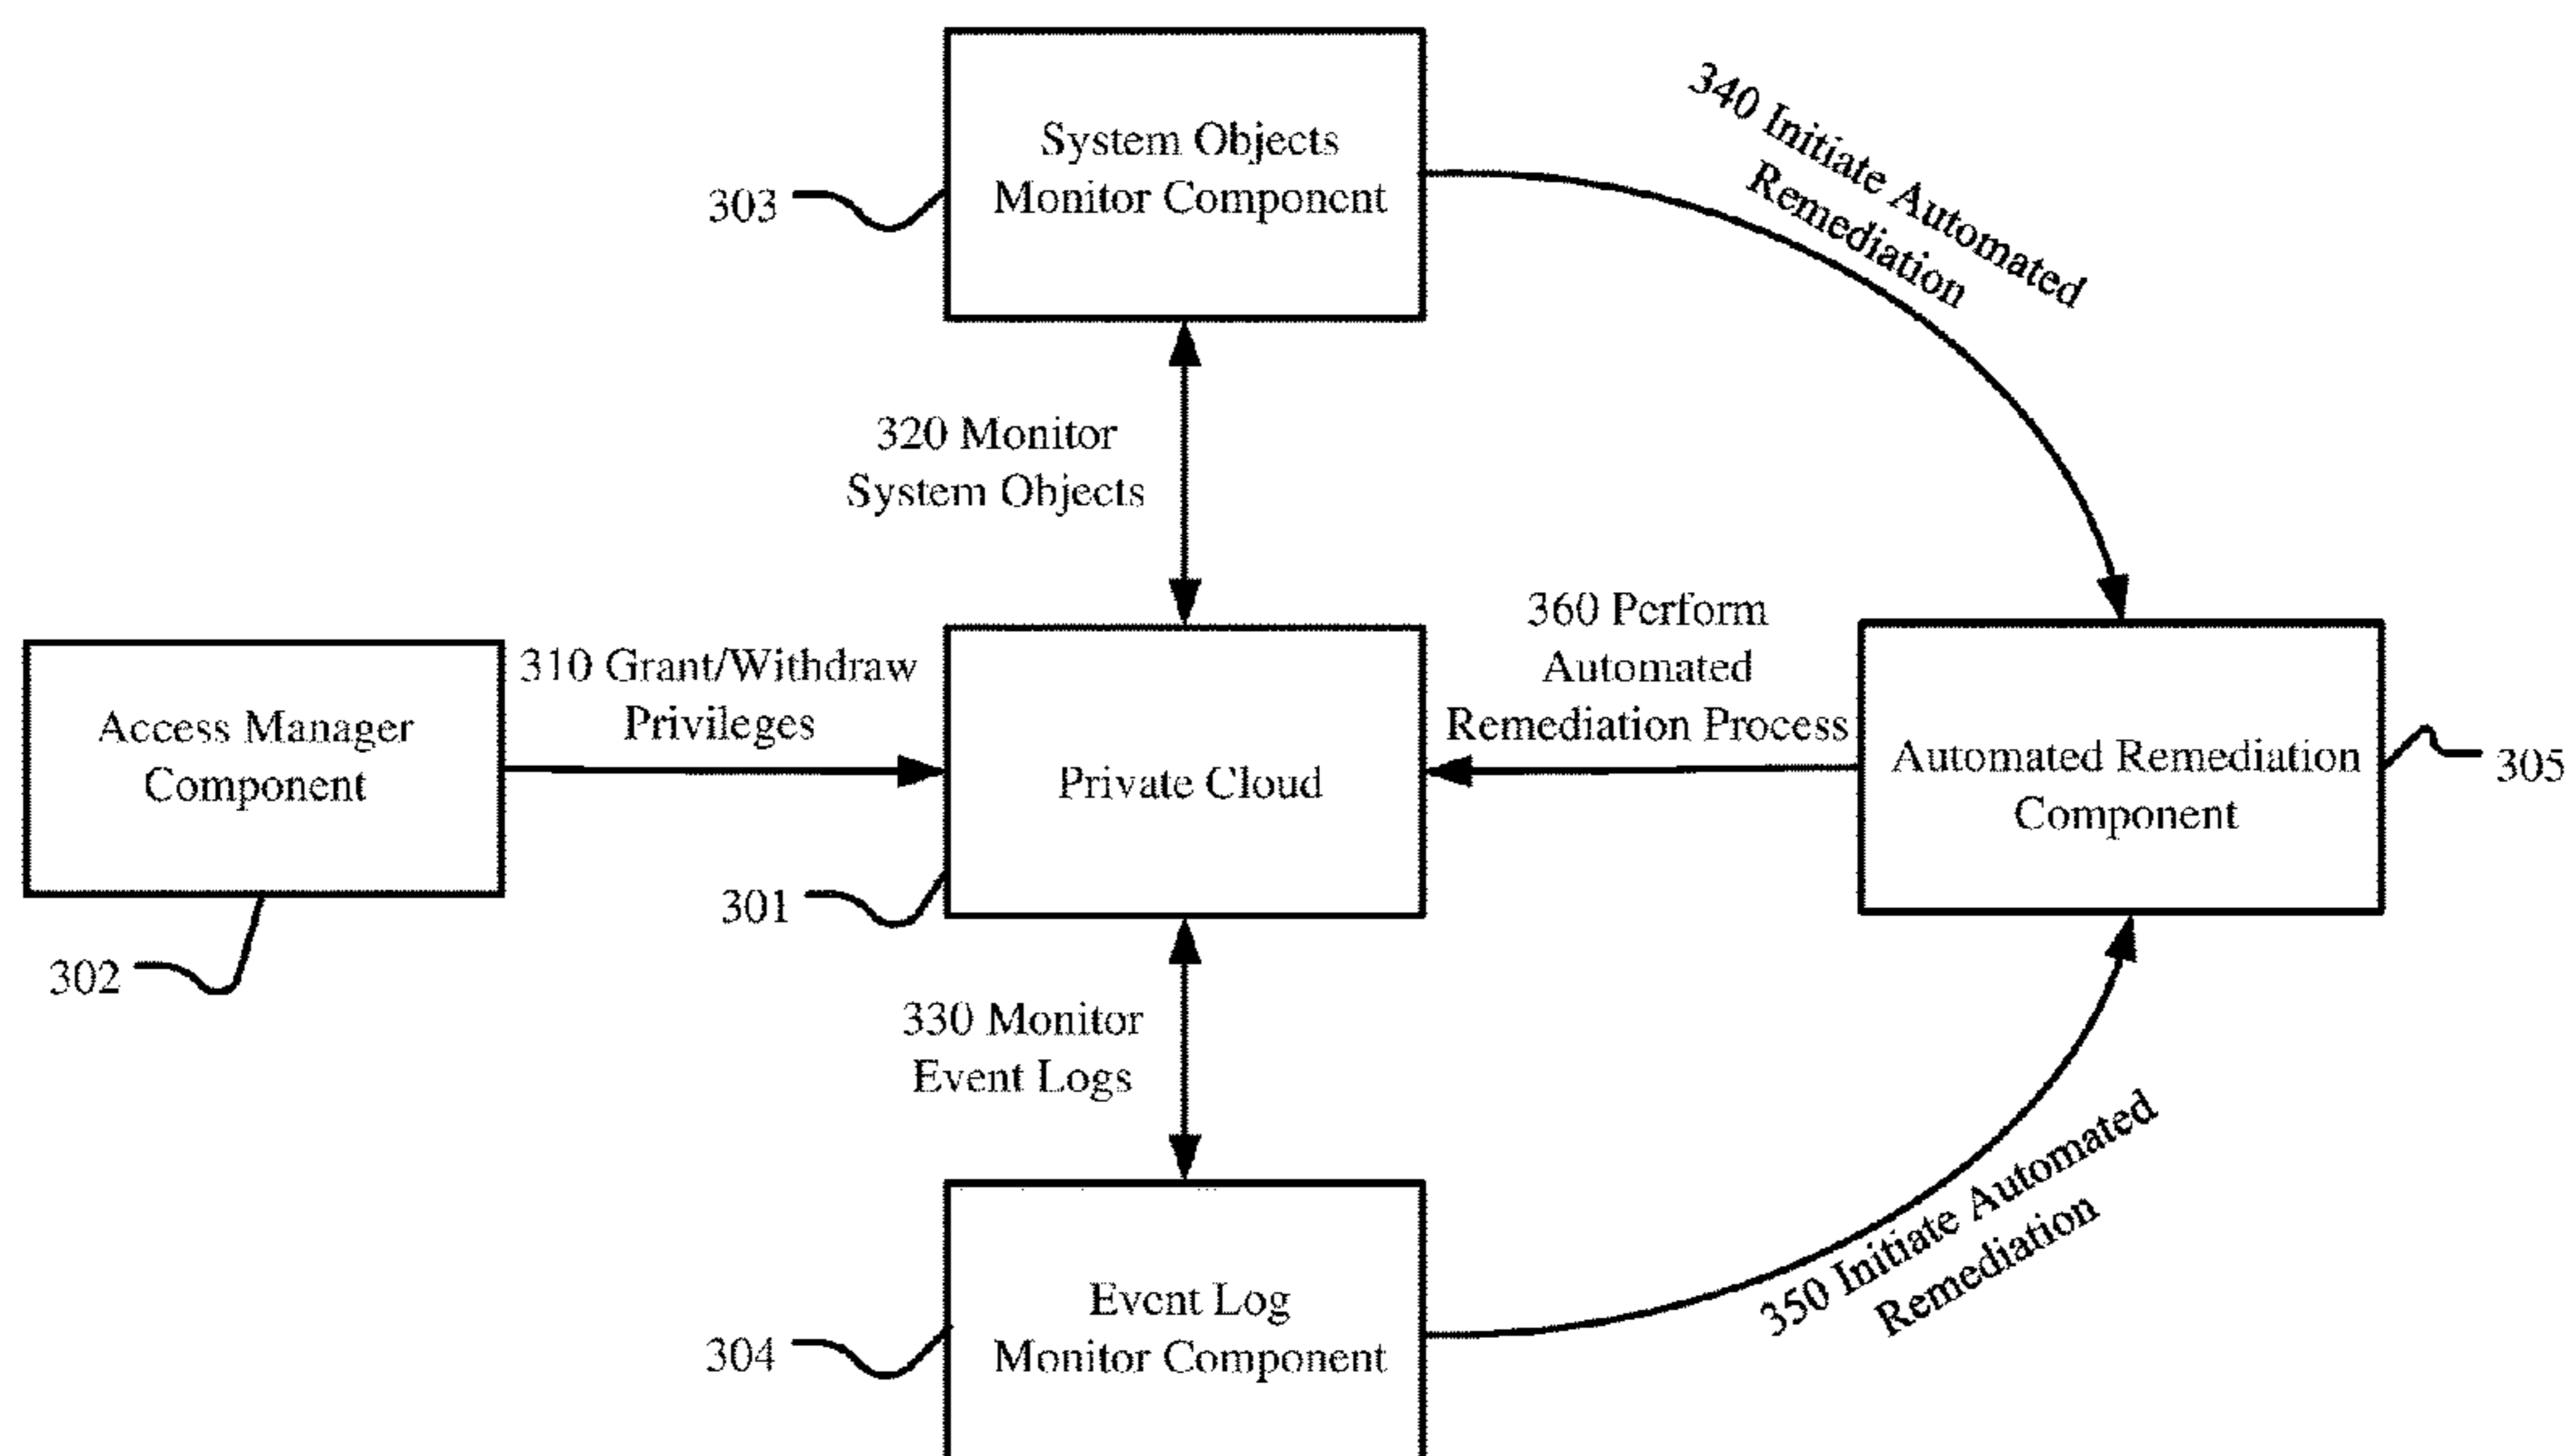 System Objects
Monitor Component
303
340 Initiate Automated
Remediation
320 Monitor
System Objects
Access Manager
Component
302
310 Grant/Withdraw
Privileges
Private Cloud
301
360 Perform
Automated
Remediation Process
Automated Remediation
Component
305
330 Monitor
Event Logs
Event Log
Monitor Component
304
350 Initiate Automated
Remediation